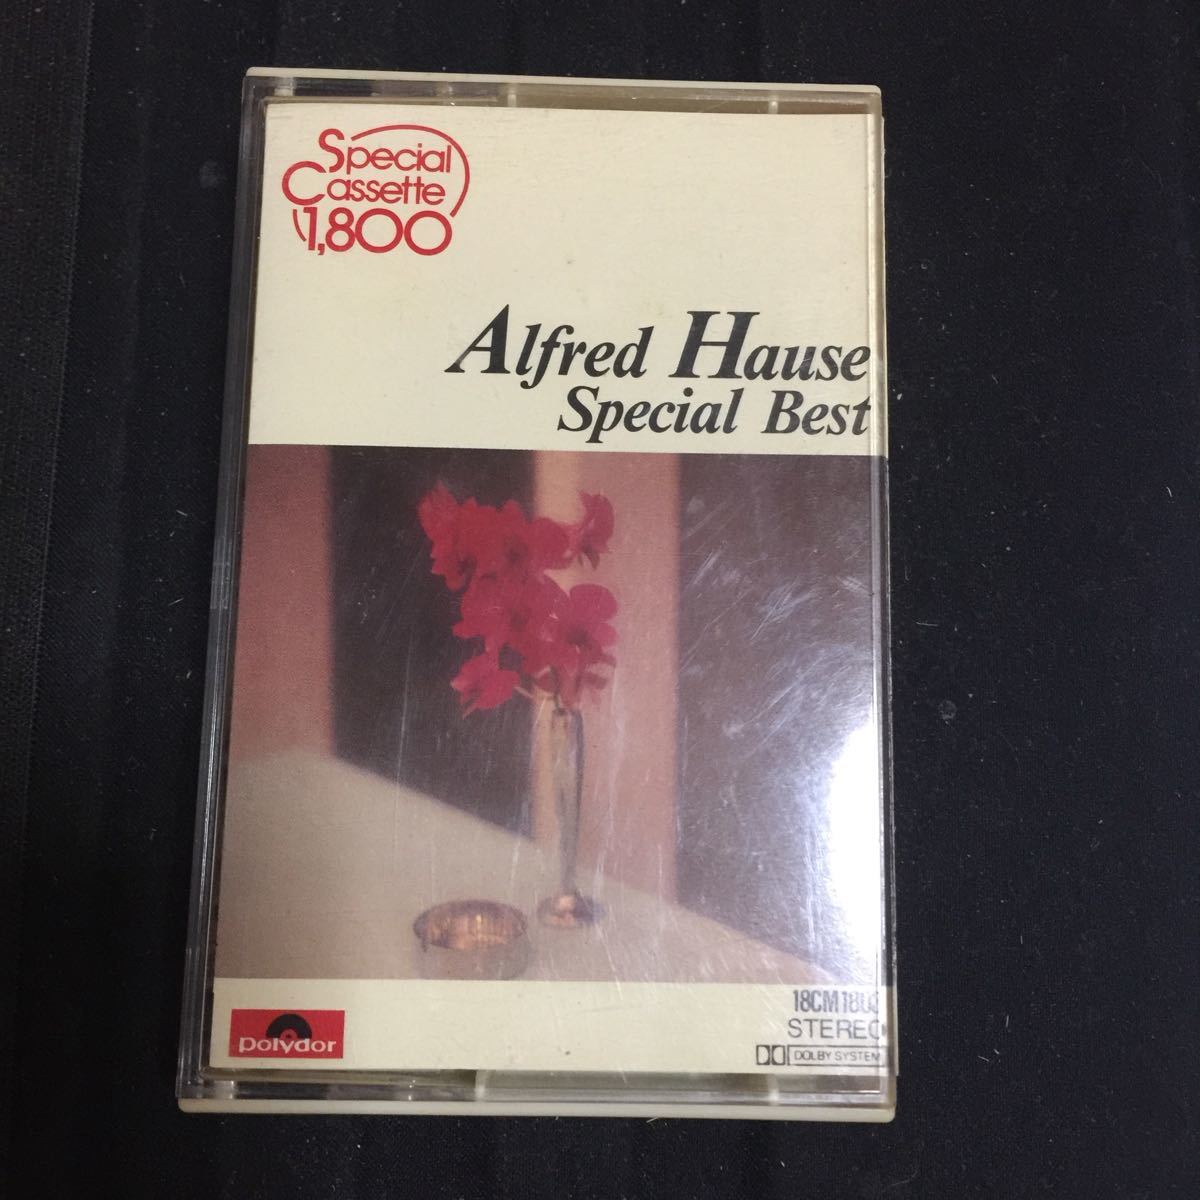 Special
Cassette
1,800
Alfred Hause
Special Best
STEREO
DOLBY SYSTEM
polydor